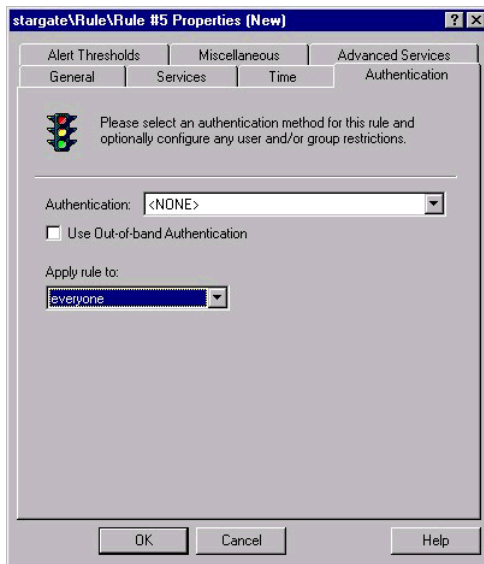 stargate\Rule\Rule #5 Properties (New)
Alert Thresholds Miscellaneous Advanced Services
General Services Time Authentication
Please select an authentication method for this rule and
optionally configure any user and/or group restrictions.
Authentication: <NONE>
Use Out-of-band Authentication
Apply rule to:
everyone
OK Cancel Help